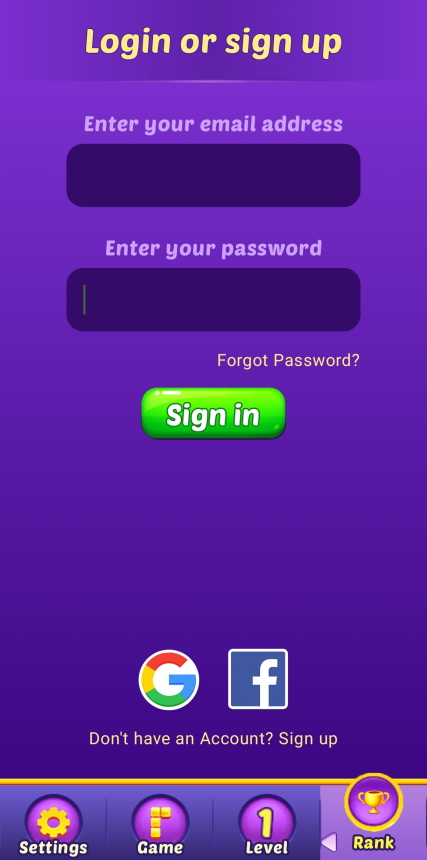 Login or sign up
Enter your email address
Enter your password
Forgot Password?
Sign in
G f
Don't have an Account? Sign up
1
Settings Game Level Rank